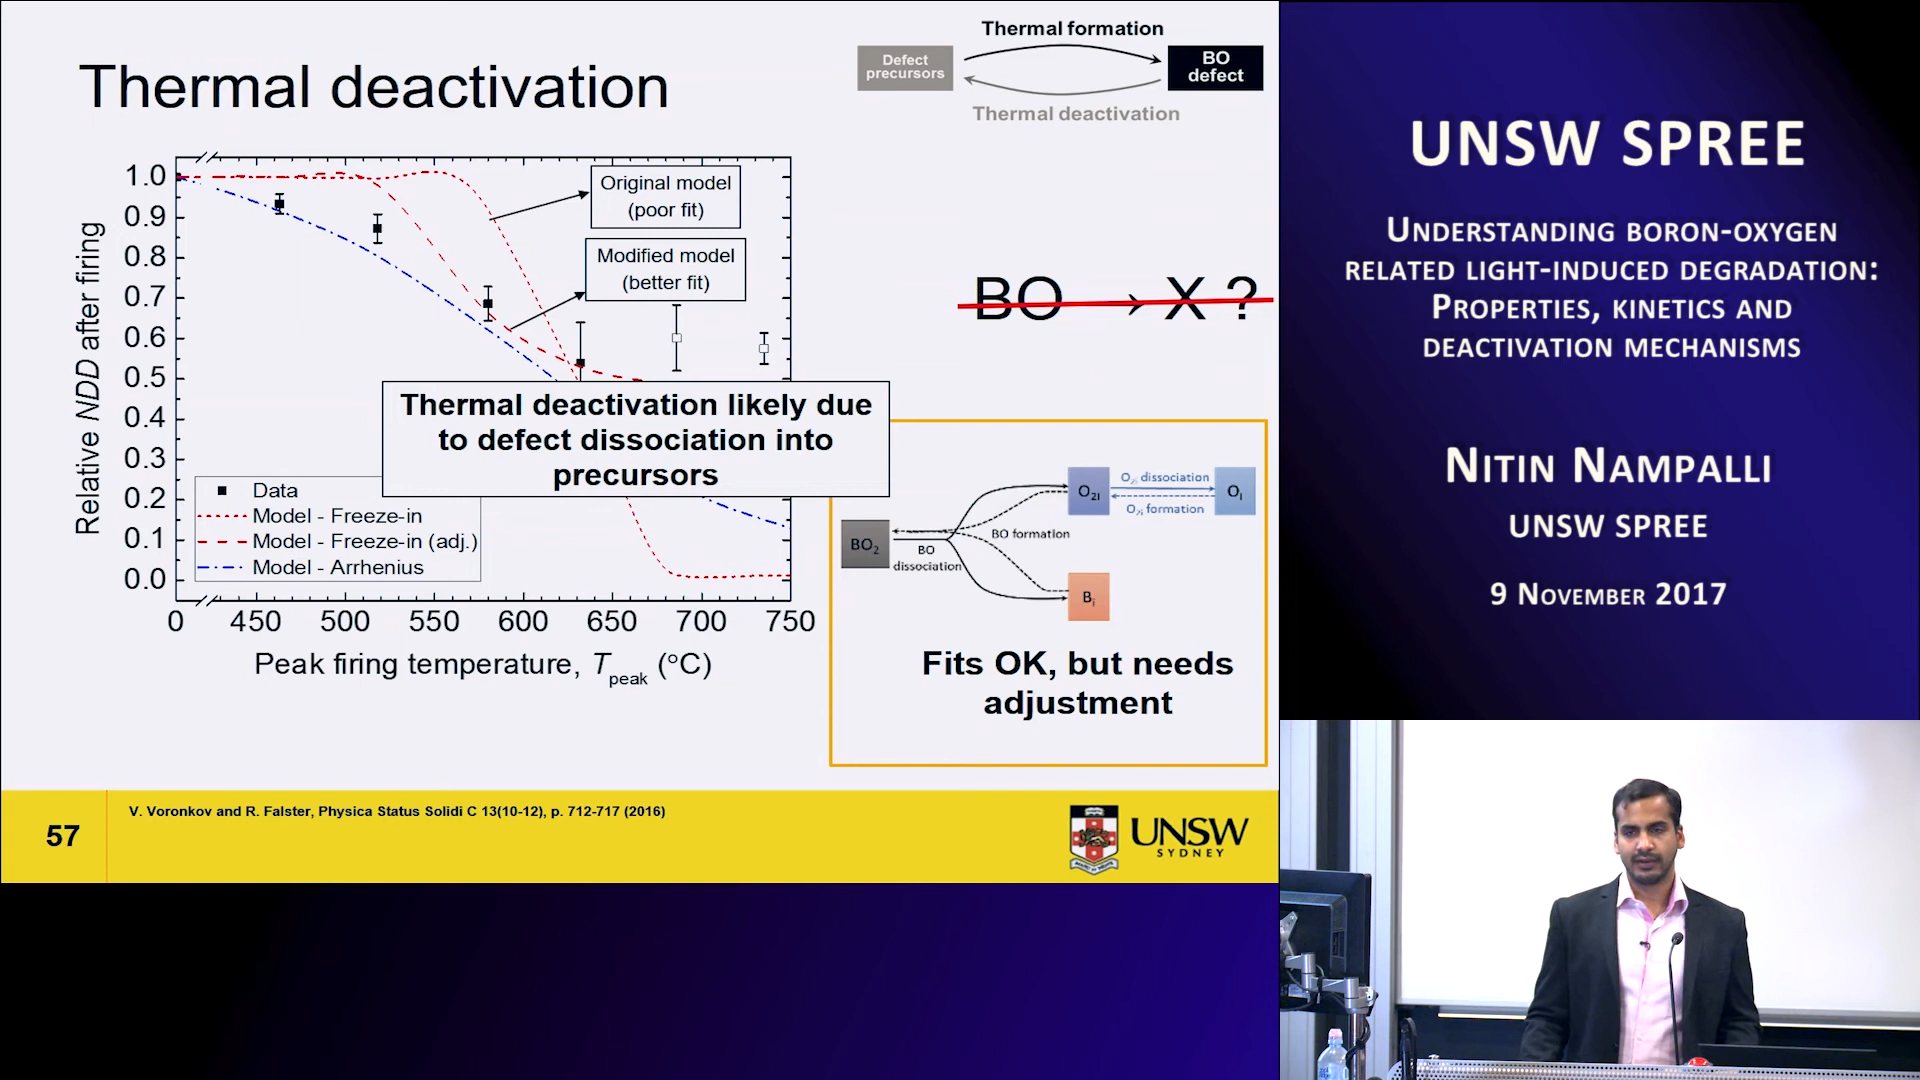 Thermal deactivation
Thermal formation
Defect
precursors
BO
defect
Thermal deactivation
Relative NDD after firing
1.0
0.9
0.8
0.7
0.6
0.5
0.4
0.3
0.2
0.1
0.0
Original model
(poor fit)
Modified model
(better fit)
Thermal deactivation likely due
to defect dissociation into
precursors
Data
Model - Freeze-in
Model - Freeze-in (adj.)
Model - Arrhenius
0 450 500 550 600 650 700 750
Peak firing temperature, Tpeak (°C)
BO → X ?
BO2
BO
dissociation
BO formation
O2i
O2i dissociation
O2i formation
Oi
Bi
Fits OK, but needs
adjustment
57
V. Voronkov and R. Falster, Physica Status Solidi C 13(10-12), p. 712-717 (2016)
UNSW
SYDNEY
UNSW SPREE
UNDERSTANDING BORON-OXYGEN
RELATED LIGHT-INDUCED DEGRADATION:
PROPERTIES, KINETICS AND
DEACTIVATION MECHANISMS
NITIN NAMPALLI
UNSW SPREE
9 NOVEMBER 2017